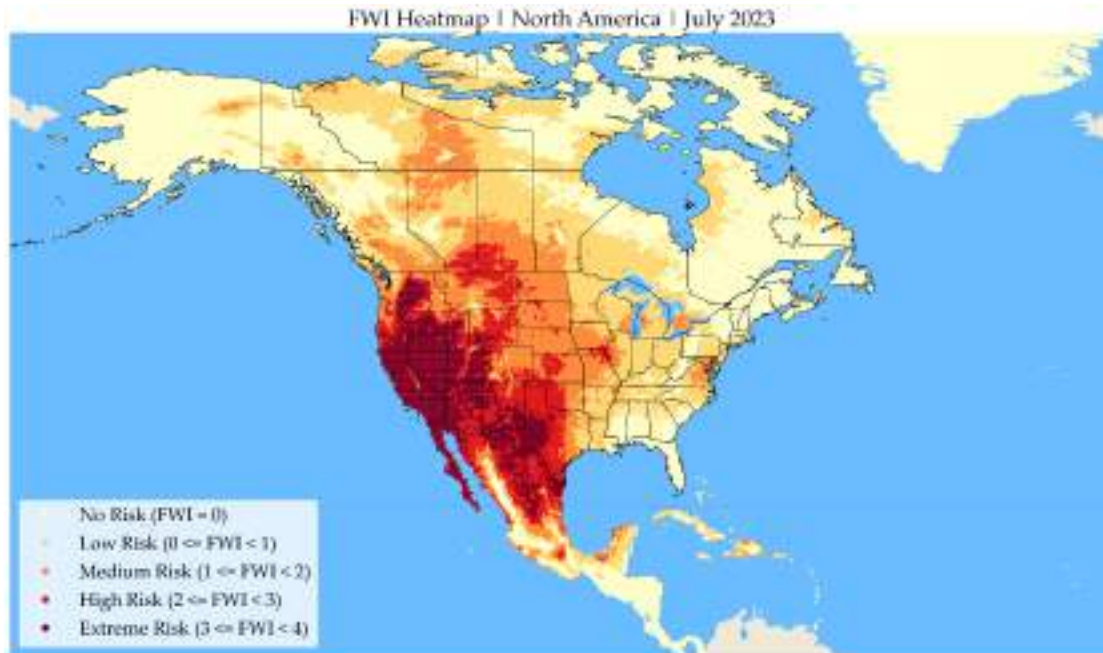 FWI Heatmap | North America | July 2023
No Risk (FWI = 0)
Low Risk (0 <= FWI < 1)
Medium Risk (1 <= FWI < 2)
High Risk (2 <= FWI < 3)
Extreme Risk (3 <= FWI < 4)